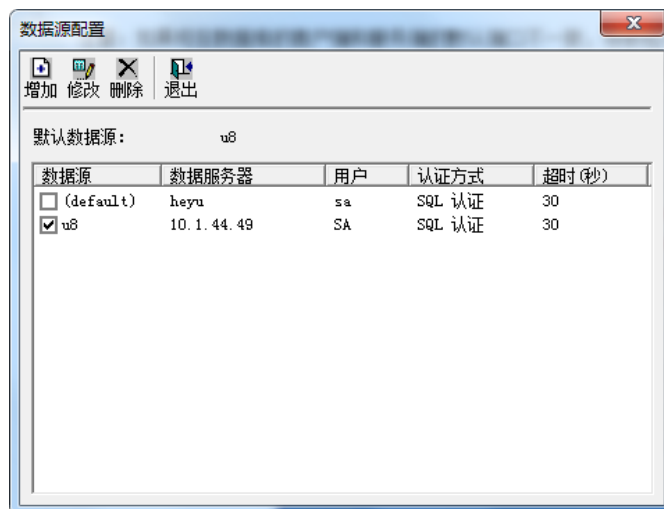 数据源配置
增加 修改 删除 退出
默认数据源: u8
数据源 数据服务器 用户 认证方式 超时(秒)
(default) heyu sa SQL 认证 30
u8 10.1.44.49 SA SQL 认证 30